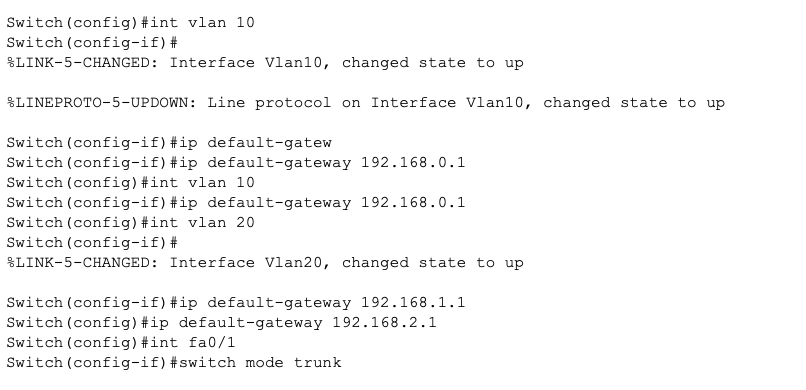 Switch(config)#int vlan 10
Switch(config-if)#
%LINK-5-CHANGED: Interface Vlan10, changed state to up
%LINEPROTO-5-UPDOWN: Line protocol on Interface Vlan10, changed state to up
Switch(config-if)#ip default-gatew
Switch(config-if)#ip default-gateway 192.168.0.1
Switch(config)#int vlan 10
Switch(config-if)#ip default-gateway 192.168.0.1
Switch(config)#int vlan 20
Switch(config-if)#
%LINK-5-CHANGED: Interface Vlan20, changed state to up
Switch(config-if)#ip default-gateway 192.168.1.1
Switch(config)#ip default-gateway 192.168.2.1
Switch(config)#int fa0/1
Switch(config-if)#switch mode trunk